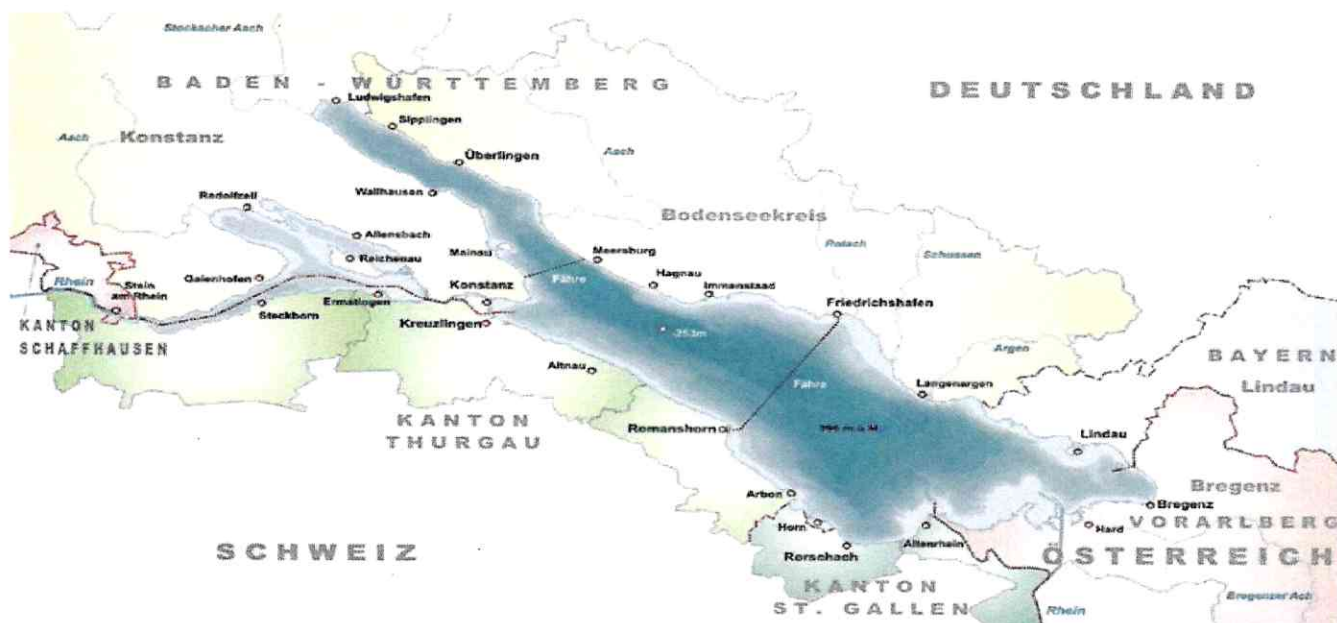 Stockacher Aach
BADEN - WÜRTTEMBERG
DEUTSCHLAND
Ludwigshafen
Sipplingen
Konstanz
Aach
Überlingen
Aach
Wallhausen
Radolfzell
Bodenseekreis
Allensbach
Mainau
Meersburg
Rotach
Schussen
Reichenau
Rhein
Gaienhofen
Fähre
Hagnau
Immenstaad
Stein
am Rhein
Ermatingen
Konstanz
Steckborn
Friedrichshafen
KANTON
SCHAFFHAUSEN
Kreuzlingen
-253m
Argen
BAYERN
Altnau
Fähre
Langenargen
Lindau
KANTON
THURGAU
Romanshorn
Lindau
Bregenz
Arbon
Bregenz
Horn
Altenrhein
Hard
VORARLBERG
SCHWEIZ
Rorschach
ÖSTERREICH
KANTON
ST. GALLEN
Rhein
Bregenzer Ach